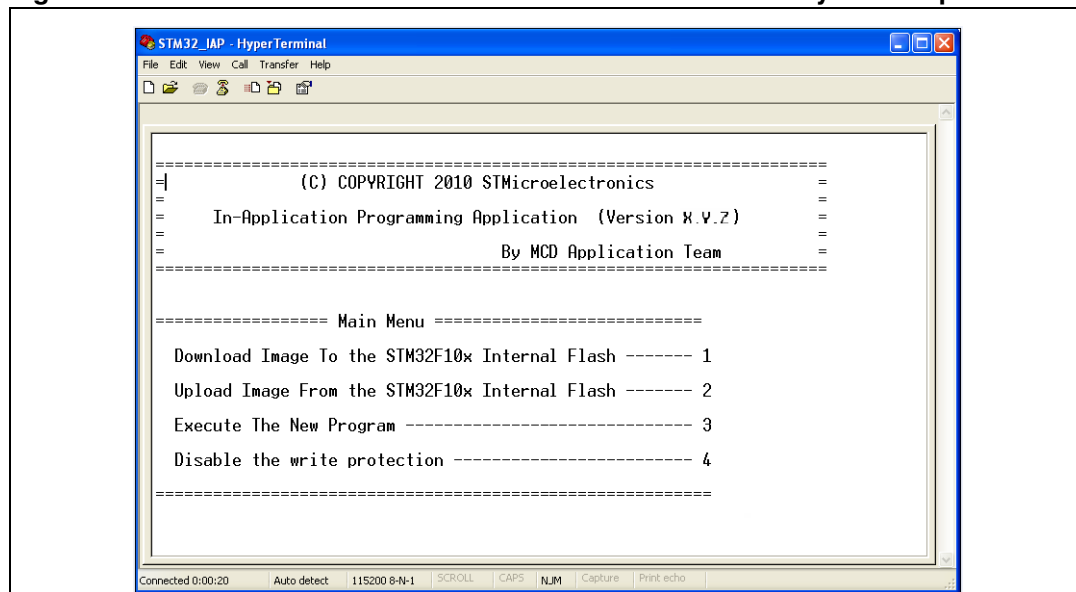 STM32_IAP - HyperTerminal
File Edit View Call Transfer Help
======================================================================
=                (C) COPYRIGHT 2010 STMicroelectronics                =
=                                                                     =
=     In-Application Programming Application  (Version X.Y.Z)         =
=                                                                     =
=                                   By MCD Application Team           =
======================================================================
================== Main Menu ============================
Download Image To the STM32F10x Internal Flash ------- 1
Upload Image From the STM32F10x Internal Flash ------- 2
Execute The New Program ------------------------------ 3
Disable the write protection ------------------------- 4
==========================================================
Connected 0:00:20 Auto detect 115200 8-N-1 SCROLL CAPS NUM Capture Print echo